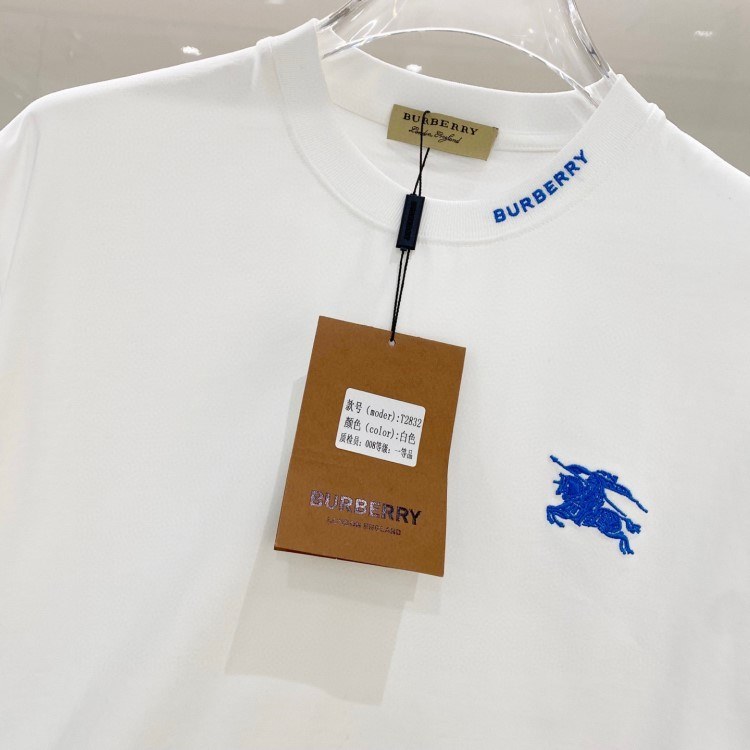 BURBERRY
London, England
BURBERRY
款号(moder):T2832
颜色(color):白色
质检员:008等级:一等品
BURBERRY
LONDON ENGLAND